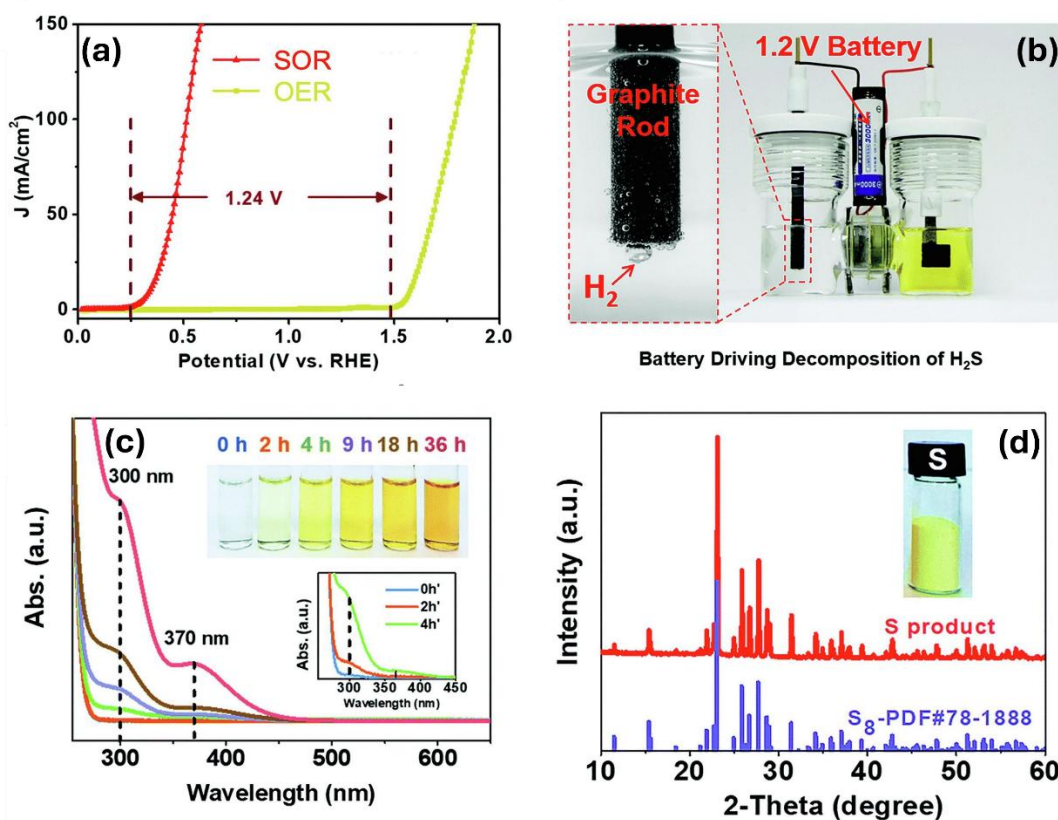 (a)
150
100
50
0
J (mA/cm²)
SOR
OER
1.24 V
0.0 0.5 1.0 1.5 2.0
Potential (V vs. RHE)
(b)
1.2 V Battery
Graphite
Rod
H₂
Battery Driving Decomposition of H₂S
(c)
0 h 2 h 4 h 9 h 18 h 36 h
300 nm
370 nm
Abs. (a.u.)
0h'
2h'
4h'
Abs. (a.u.)
300 350 400 450
Wavelength (nm)
300 400 500 600
Wavelength (nm)
(d)
S
Intensity (a.u.)
S product
S₈-PDF#78-1888
10 20 30 40 50 60
2-Theta (degree)